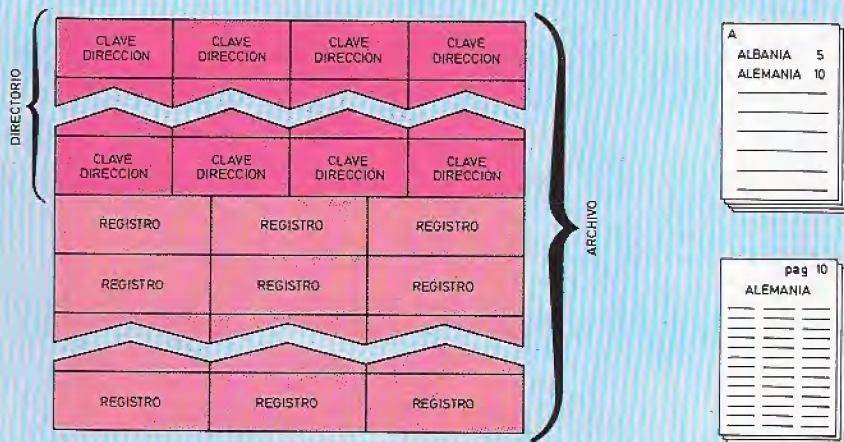 DIRECTORIO
CLAVE DIRECCION CLAVE DIRECCION CLAVE DIRECCION CLAVE DIRECCION
CLAVE DIRECCION CLAVE DIRECCION CLAVE DIRECCION CLAVE DIRECCION
REGISTRO REGISTRO REGISTRO
REGISTRO REGISTRO REGISTRO
REGISTRO REGISTRO REGISTRO
ARCHIVO
A
ALBANIA 5
ALEMANIA 10
pag 10
ALEMANIA